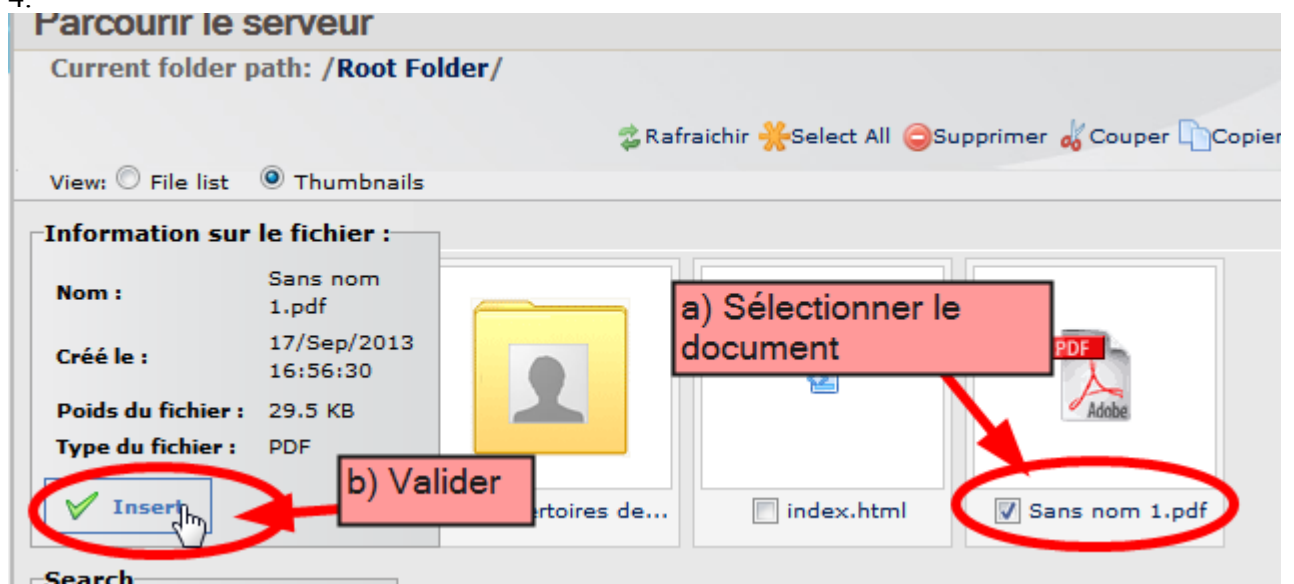 4.
Parcourir le serveur
Current folder path: /Root Folder/
Rafraichir Select All Supprimer Couper Copier
View: File list Thumbnails
Information sur le fichier :
Nom : Sans nom 1.pdf
Créé le : 17/Sep/2013 16:56:30
Poids du fichier : 29.5 KB
Type du fichier : PDF
Insert
b) Valider
a) Sélectionner le
document
PDF
Adobe
ertoires de...
index.html
Sans nom 1.pdf
Search